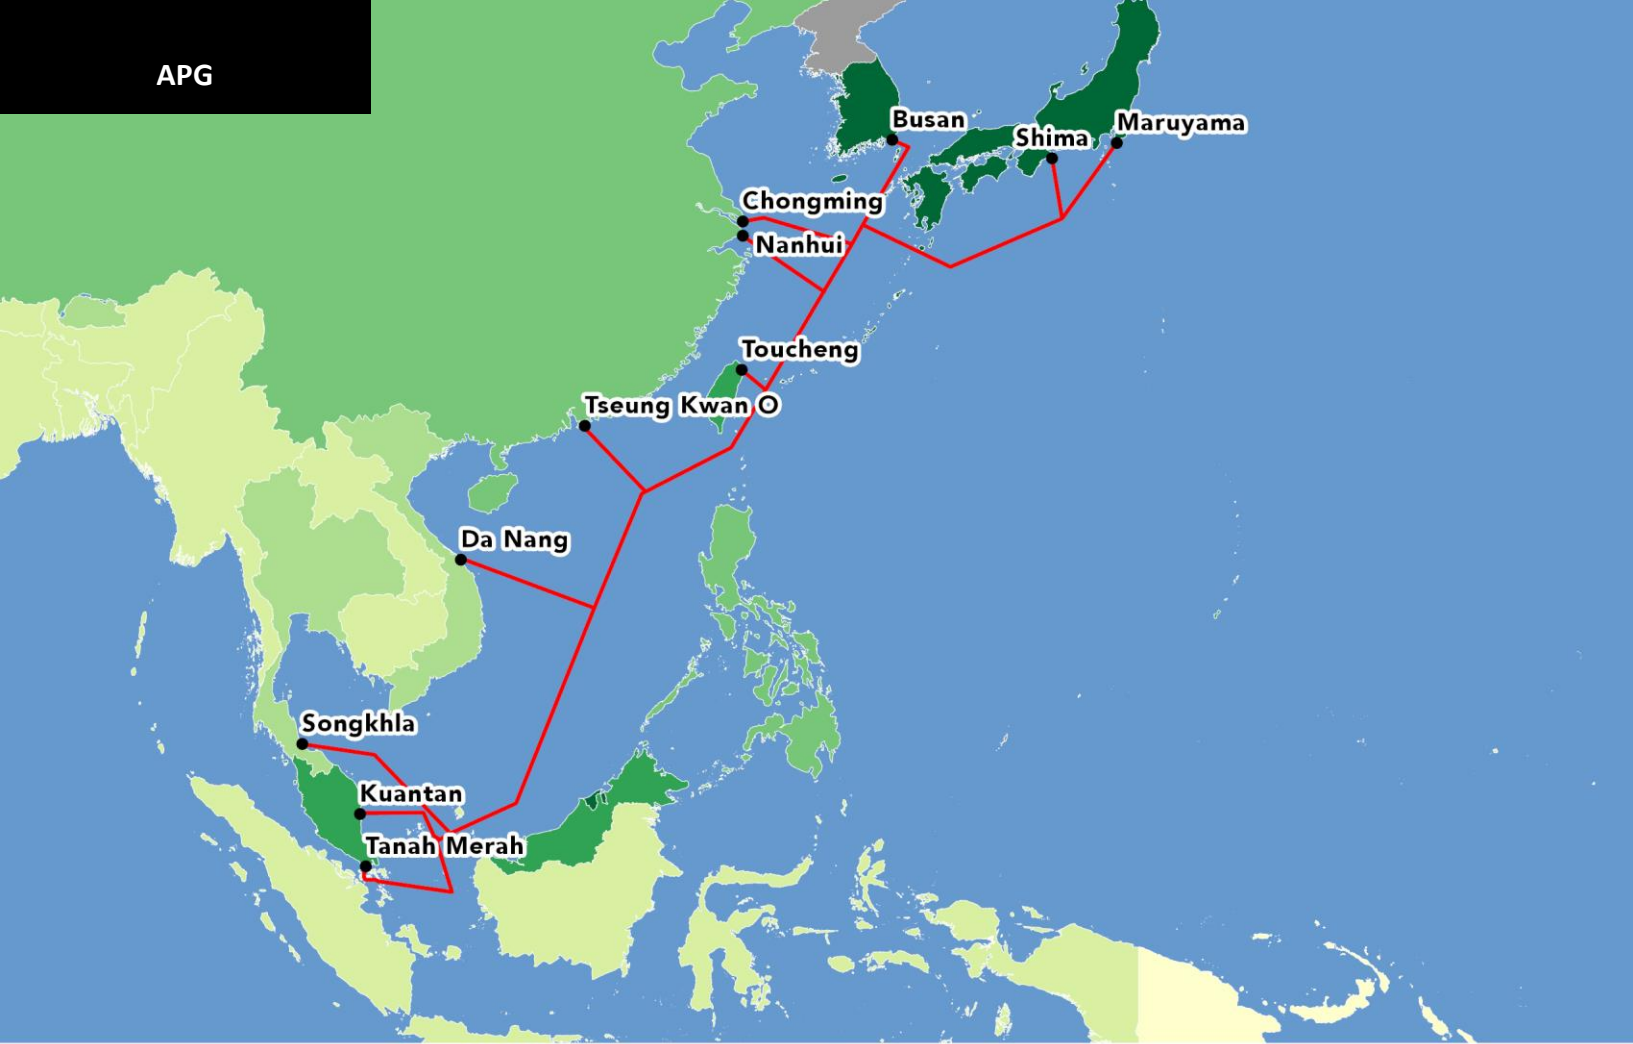 APG
Busan
Maruyama
Shima
Chongming
Nanhui
Toucheng
Tseung Kwan O
Da Nang
Songkhla
Kuantan
Tanah Merah